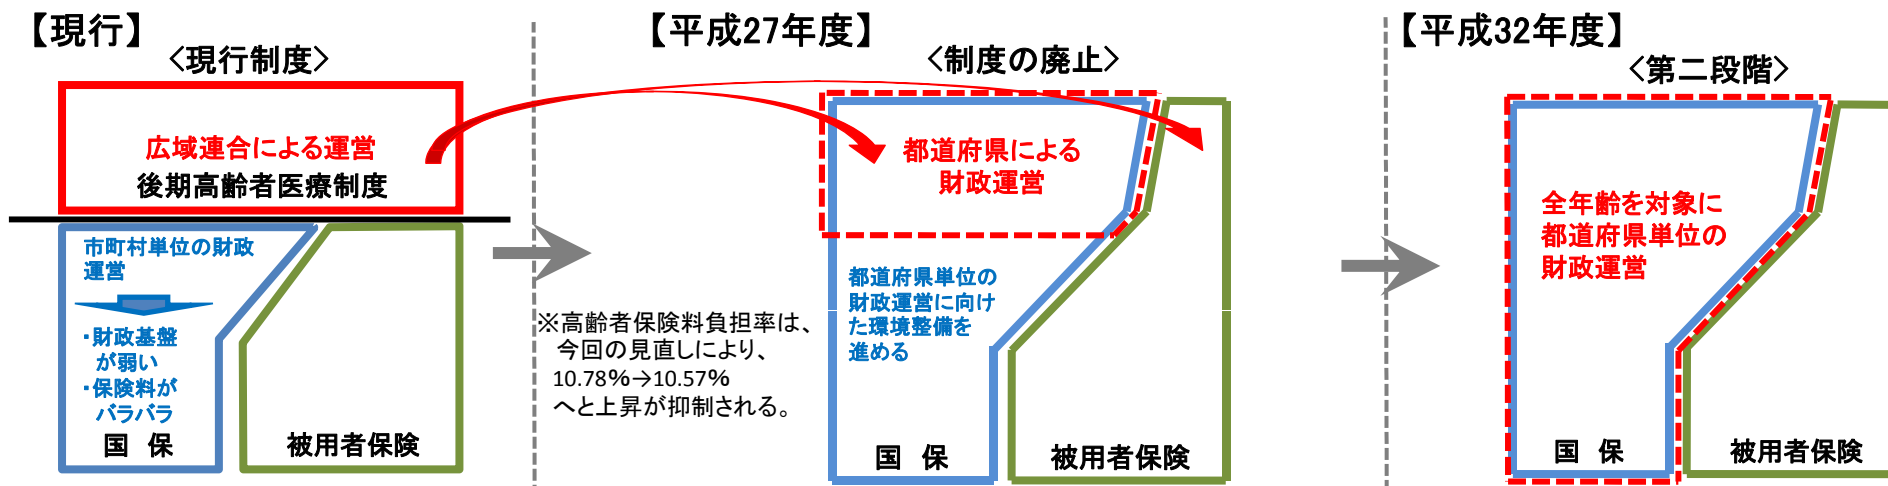 【現行】
<現行制度>
広域連合による運営
後期高齢者医療制度
市町村単位の財政
運営
・財政基盤
が弱い
・保険料が
バラバラ
国 保
被用者保険
【平成27年度】
<制度の廃止>
都道府県による
財政運営
都道府県単位の
財政運営に向け
た環境整備を
進める
※高齢者保険料負担率は、
今回の見直しにより、
10.78%→10.57%
へと上昇が抑制される。
国 保
被用者保険
【平成32年度】
<第二段階>
全年齢を対象に
都道府県単位の
財政運営
国 保
被用者保険